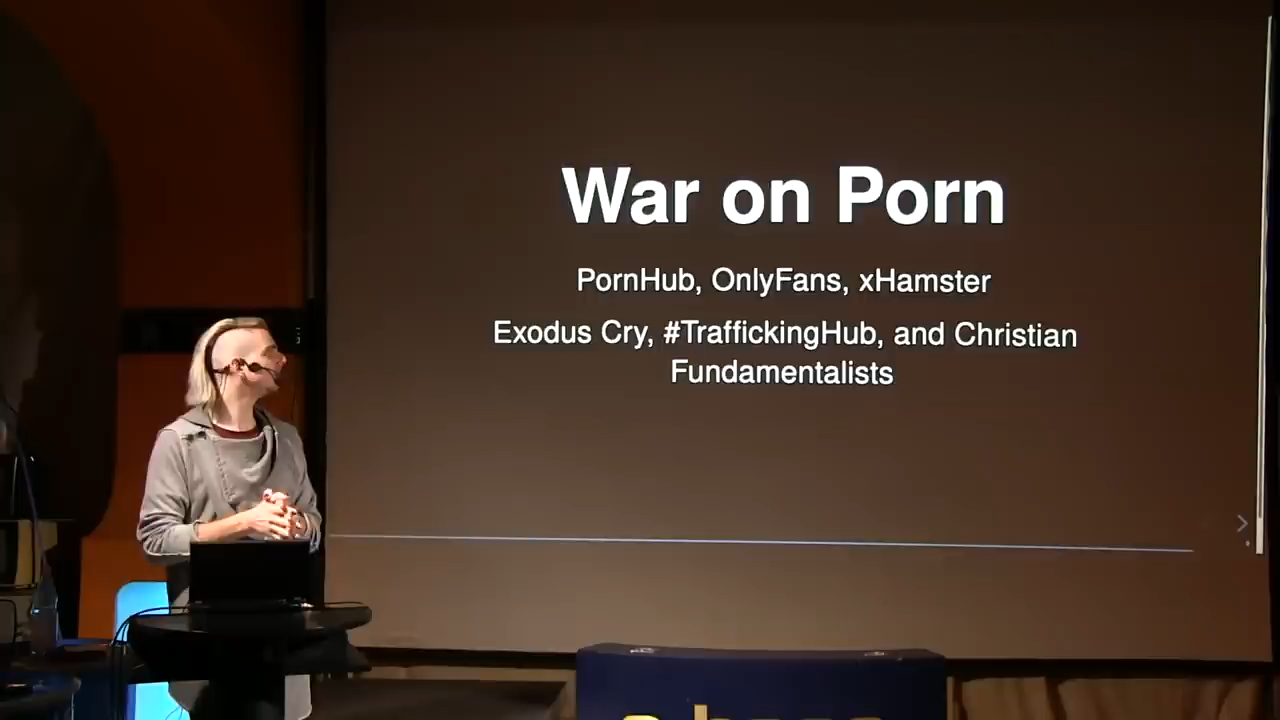 War on Porn
PornHub, OnlyFans, xHamster
Exodus Cry, #TraffickingHub, and Christian
Fundamentalists